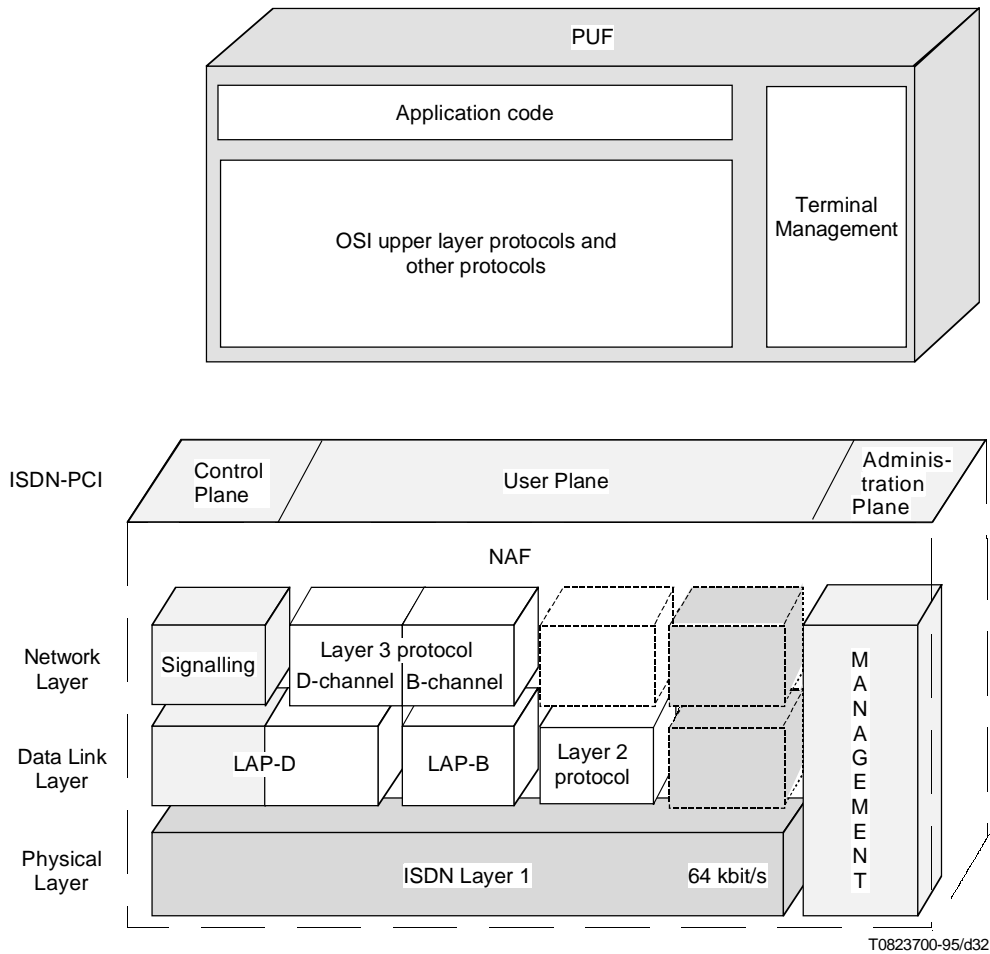 PUF
Application code
OSI upper layer protocols and
other protocols
Terminal
Management
ISDN-PCI
Control
Plane
User Plane
Adminis-
tration
Plane
NAF
Network
Layer
Signalling
Layer 3 protocol
D-channel B-channel
Data Link
Layer
LAP-D
LAP-B
Layer 2
protocol
Physical
Layer
ISDN Layer 1
64 kbit/s
M
A
N
A
G
E
M
E
N
T
T0823700-95/d32